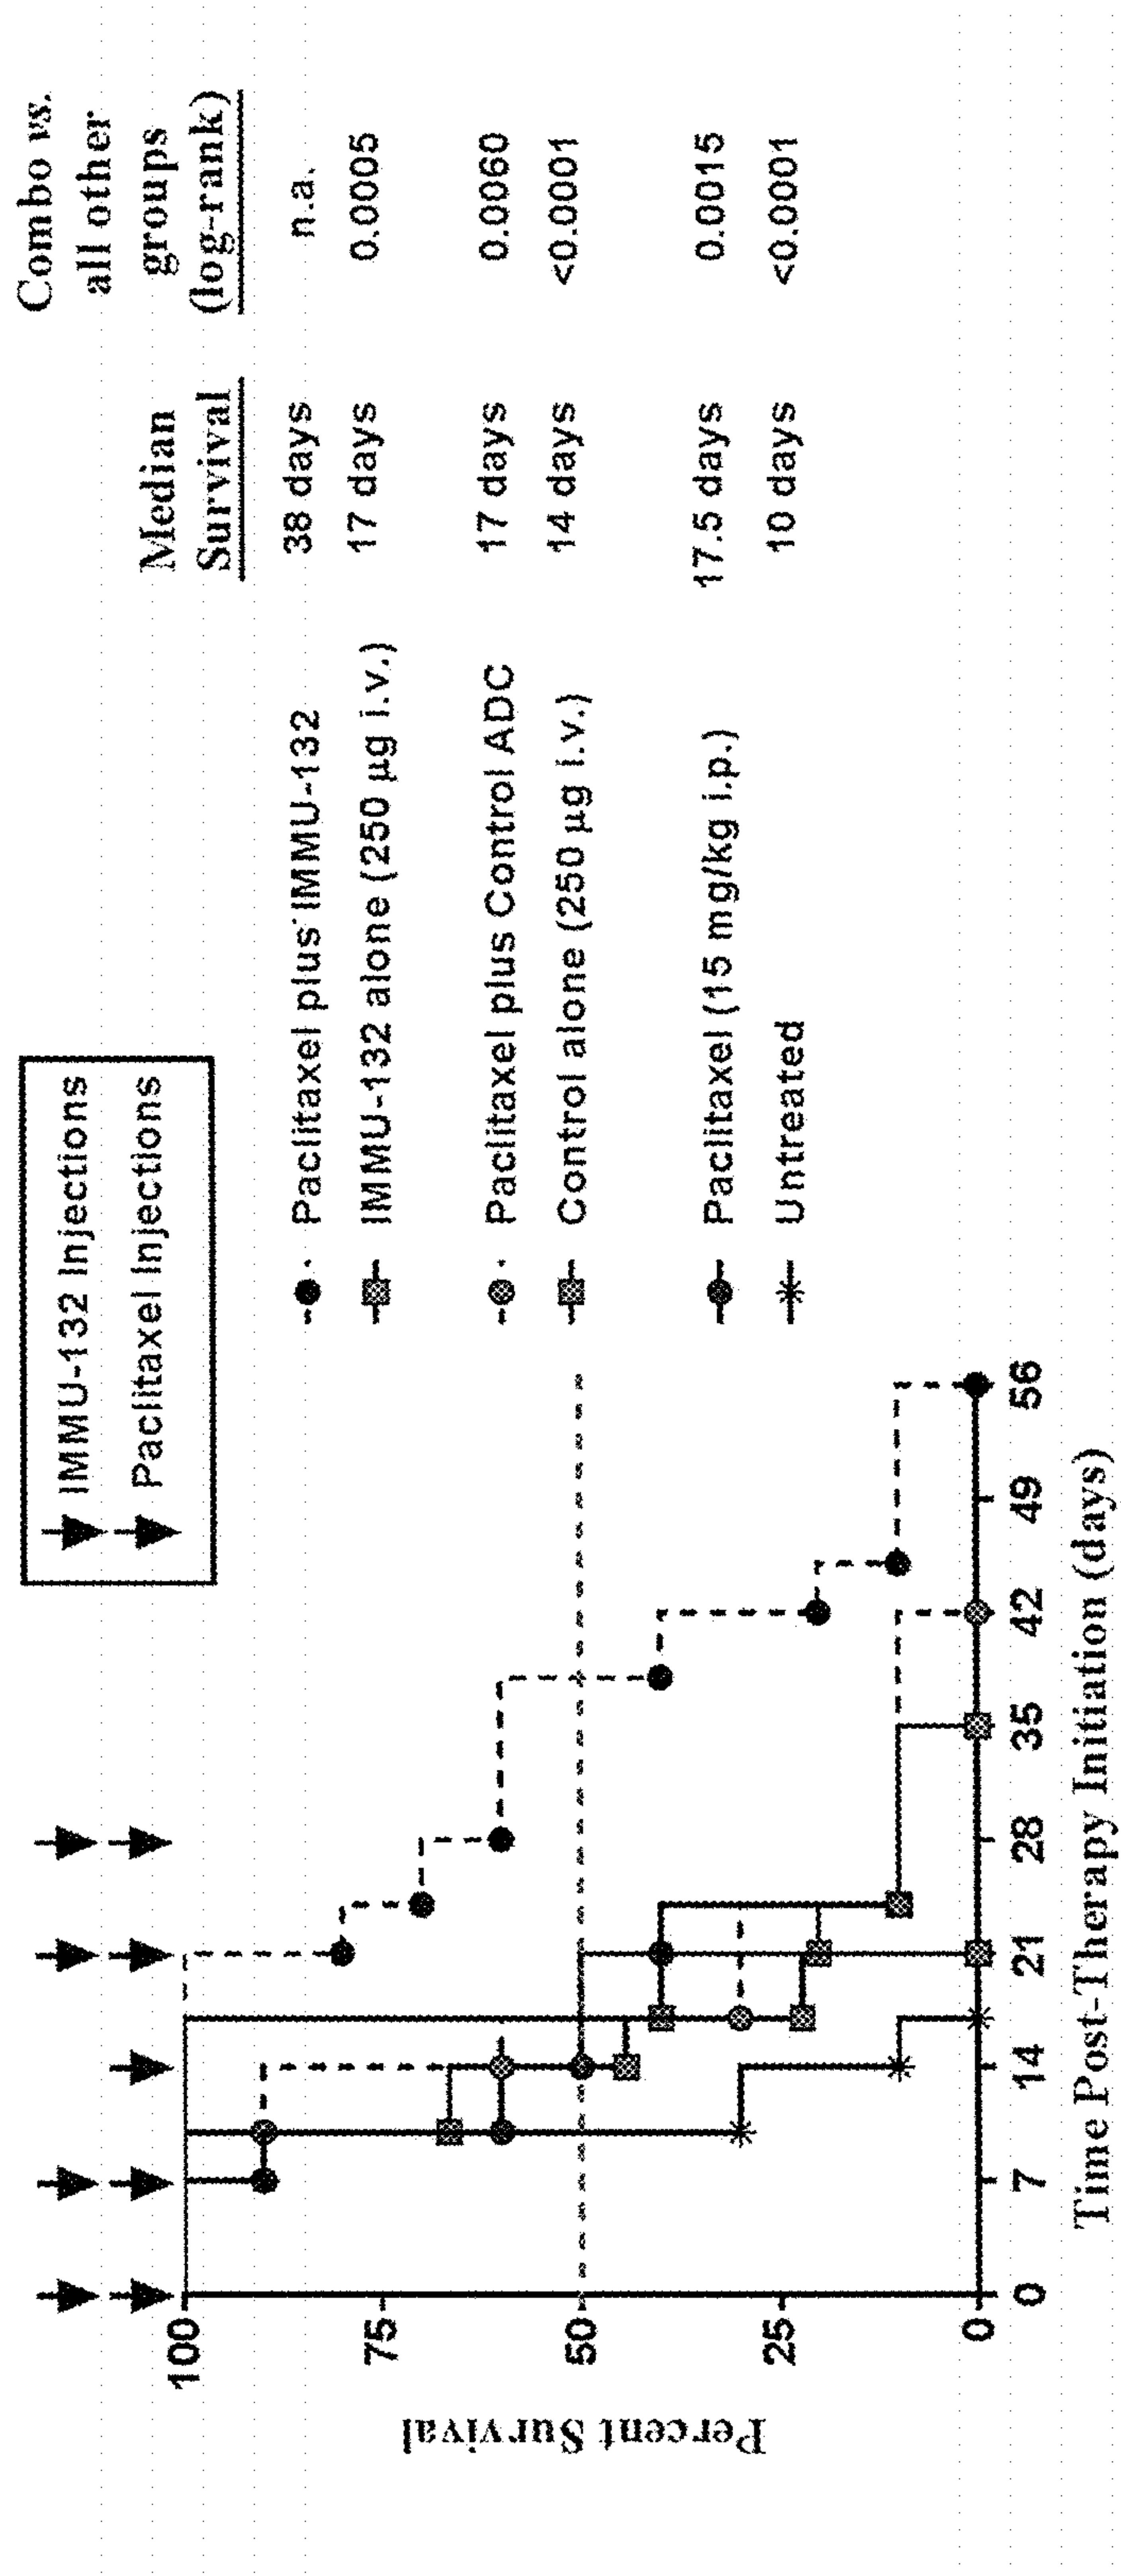 IMMU-132 Injections
Paclitaxel Injections
Combo vs.
all other
groups
(log-rank)
Median
Survival
Paclitaxel plus IMMU-132 38 days n.a.
IMMU-132 alone (250 µg i.v.) 17 days 0.0005
Paclitaxel plus Control ADC 17 days 0.0060
Control alone (250 µg i.v.) 14 days <0.0001
Paclitaxel (15 mg/kg i.p.) 17.5 days 0.0015
Untreated 10 days <0.0001
Percent Survival
100
75
50
25
0
0 7 14 21 28 35 42 49 56
Time Post-Therapy Initiation (days)